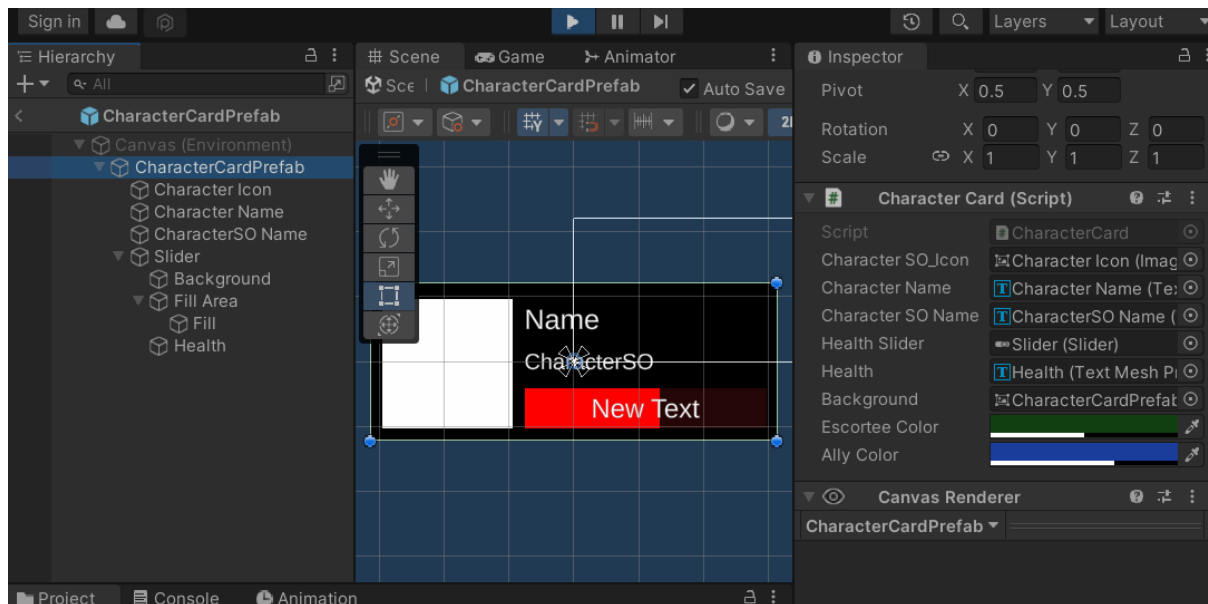 Sign in
Layers
Layout
Hierarchy
All
CharacterCardPrefab
Canvas (Environment)
CharacterCardPrefab
Character Icon
Character Name
CharacterSO Name
Slider
Background
Fill Area
Fill
Health
Scene
Game
Animator
Sce
CharacterCardPrefab
Auto Save
2
Name
CharacterSO
New Text
Inspector
Pivot X 0.5 Y 0.5
Rotation X 0 Y 0 Z 0
Scale X 1 Y 1 Z 1
# Character Card (Script)
Script CharacterCard
Character SO_Icon Character Icon (Imag
Character Name Character Name (Te
Character SO Name CharacterSO Name (
Health Slider Slider (Slider)
Health Health (Text Mesh P
Background CharacterCardPrefab
Escortee Color
Ally Color
Canvas Renderer
CharacterCardPrefab
Project
Console
Animation